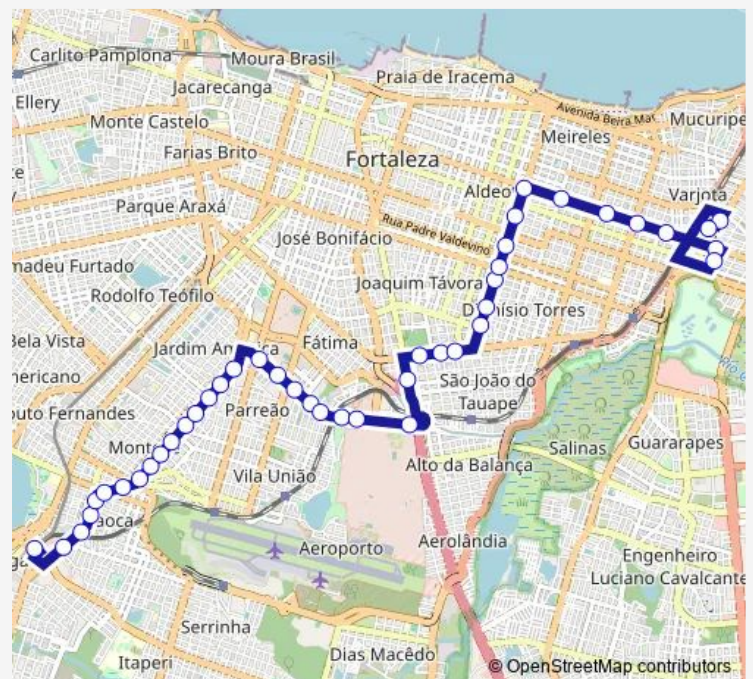 Carlito Pamplona
Moura Brasil
Praia de Iracema
Jacarecanga
Ellery
Avenida Beira Mar
Monte Castelo
Mucuripe
Meireles
Farias Brito
Fortaleza
Aldeo
Varjota
Parque Araxá
Rua Padre Valdevino
José Bonifácio
madeu Furtado
Joaquim Távora
Rodolfo Teófilo
Dionísio Torres
Bela Vista
Jardim América
Fátima
mericano
São João do
Tauape
outo Fernandes
Parreão
Guararapes
Salinas
Mont
Alto da Balança
Vila União
aoca
Aeroporto
Aerolândia
Engenheiro
Luciano Cavalcante
Serrinha
Dias Macêdo
Itaperi
© OpenStreetMap contributors